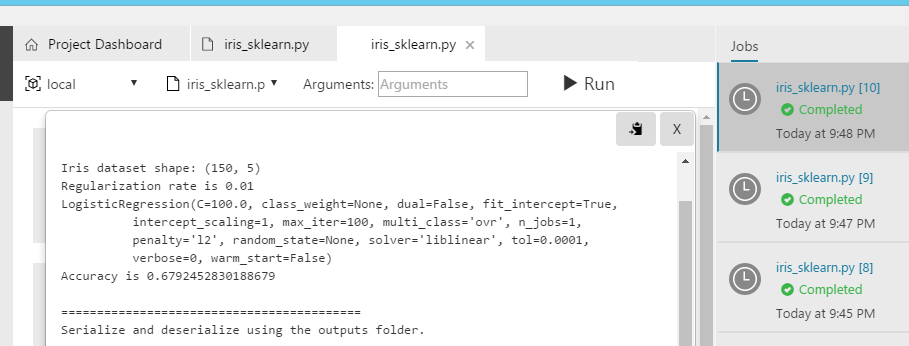 Project Dashboard iris_sklearn.py iris_sklearn.py ×
local iris_sklearn.p Arguments: Arguments Run
X
Iris dataset shape: (150, 5)
Regularization rate is 0.01
LogisticRegression(C=100.0, class_weight=None, dual=False, fit_intercept=True,
intercept_scaling=1, max_iter=100, multi_class='ovr', n_jobs=1,
penalty='l2', random_state=None, solver='liblinear', tol=0.0001,
verbose=0, warm_start=False)
Accuracy is 0.6792452830188679
==========================================
Serialize and deserialize using the outputs folder.
Jobs
iris_sklearn.py [10]
Completed
Today at 9:48 PM
iris_sklearn.py [9]
Completed
Today at 9:47 PM
iris_sklearn.py [8]
Completed
Today at 9:45 PM